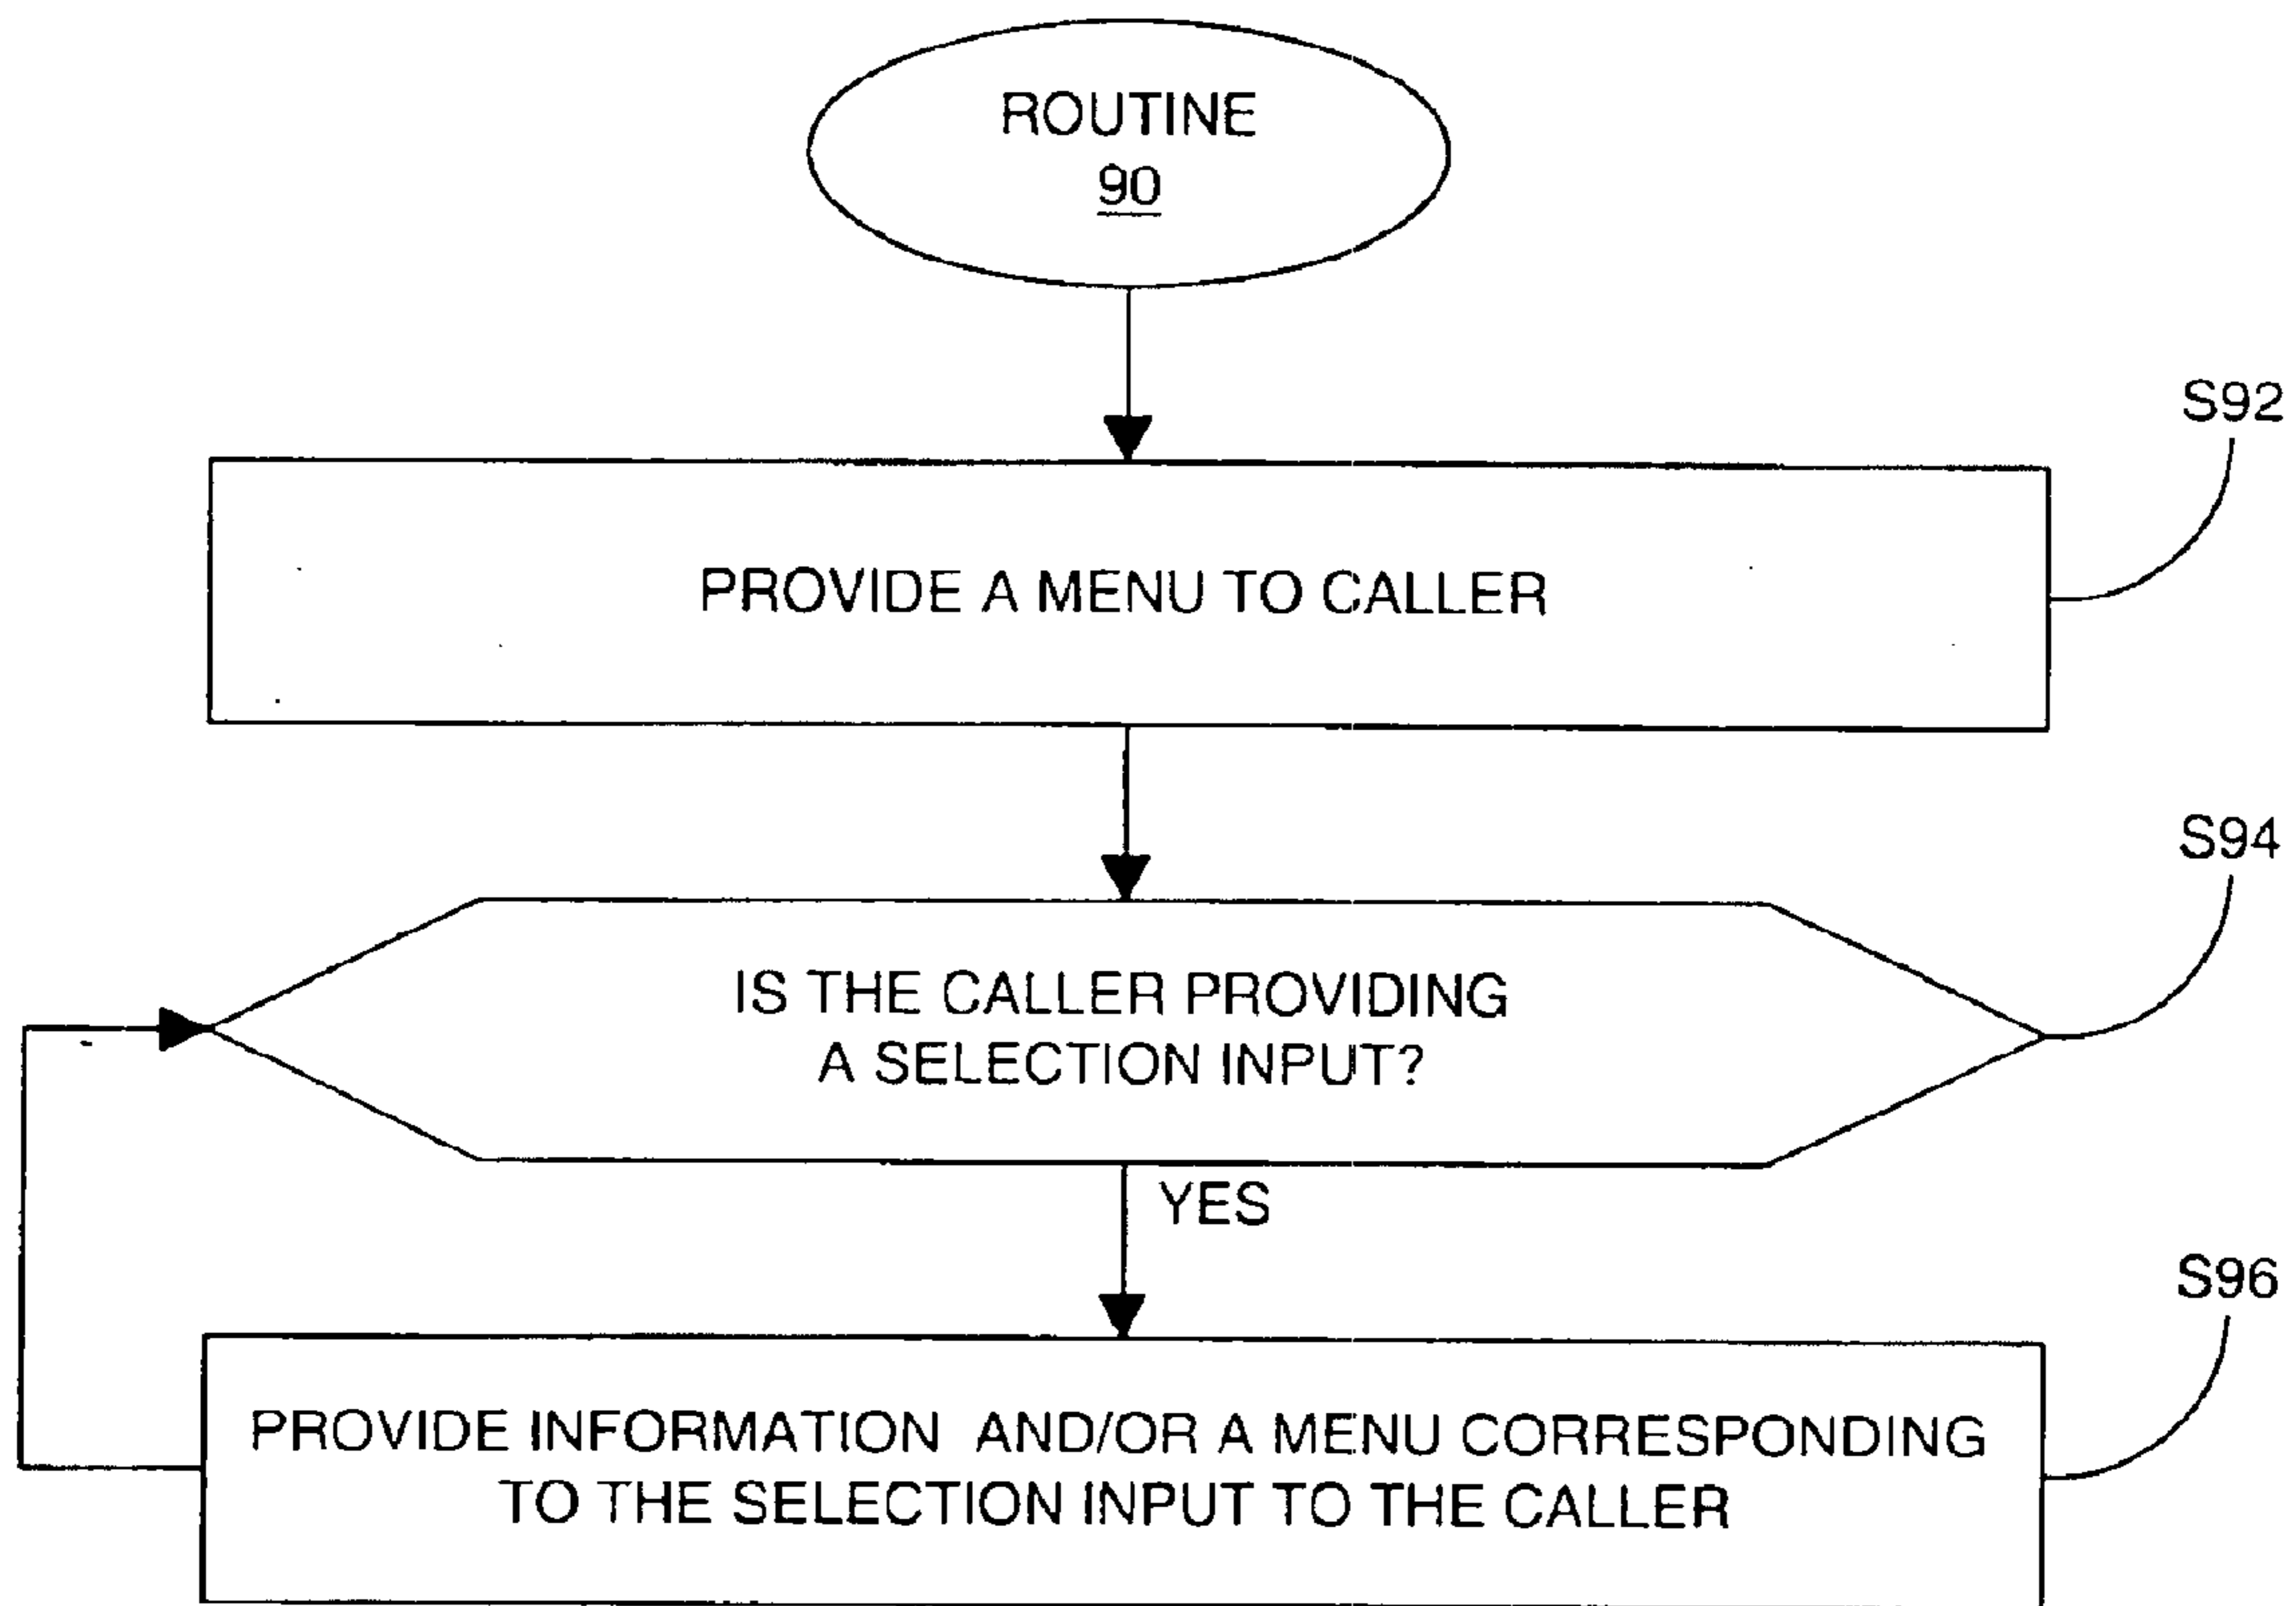 ROUTINE
90
S92
PROVIDE A MENU TO CALLER
S94
IS THE CALLER PROVIDING
A SELECTION INPUT?
YES
S96
PROVIDE INFORMATION AND/OR A MENU CORRESPONDING
TO THE SELECTION INPUT TO THE CALLER